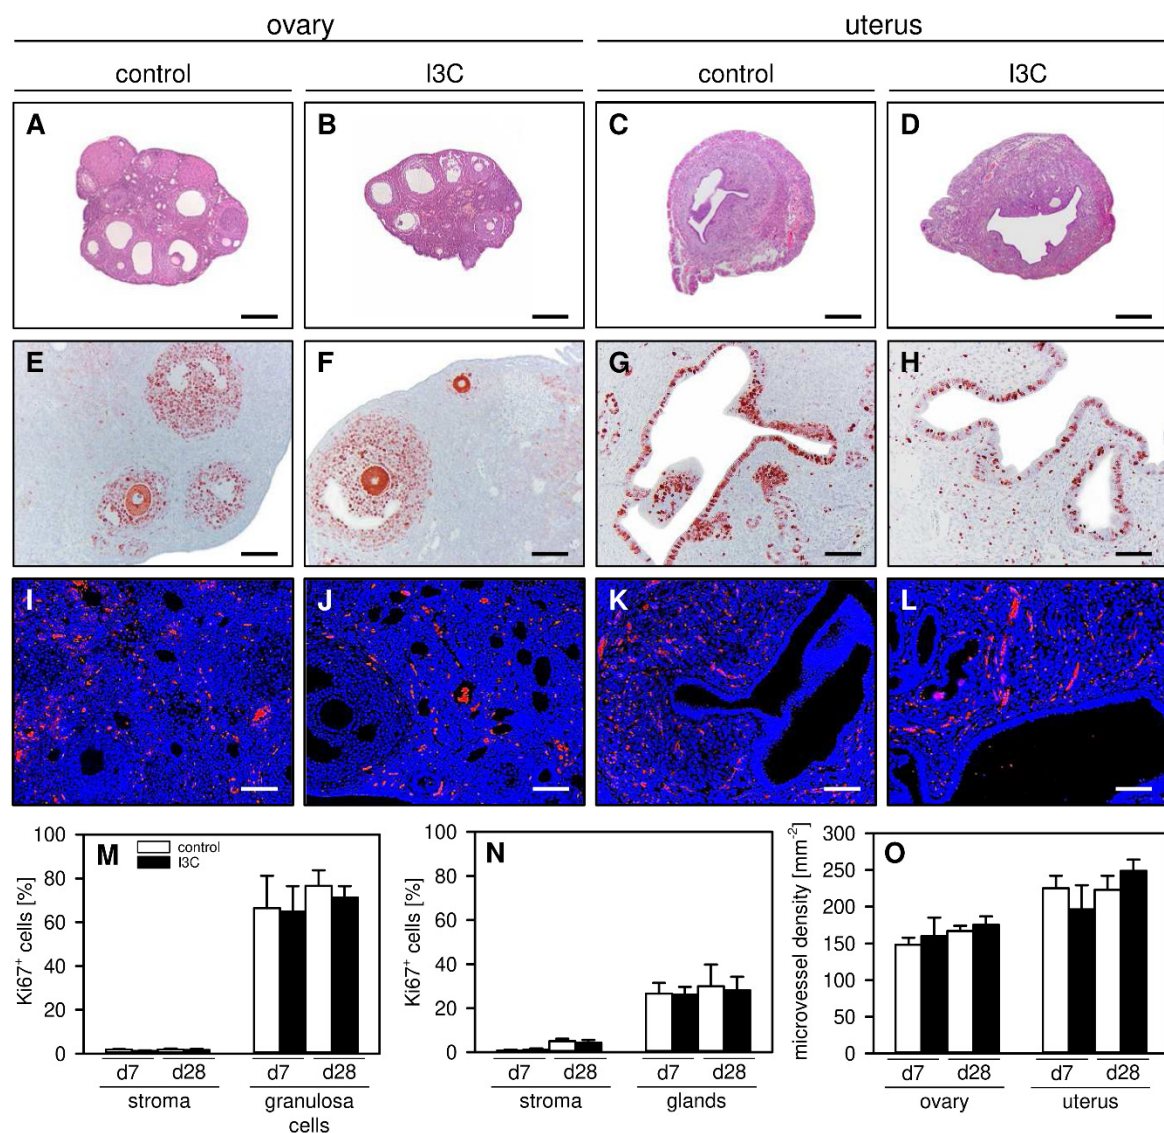 ovary uterus
control I3C control I3C
A B C D
E F G H
I J K L
M
control
I3C
Ki67⁺ cells [%]
100
80
60
40
20
0
d7 d28 d7 d28
stroma granulosa
cells
N
Ki67⁺ cells [%]
100
80
60
40
20
0
d7 d28 d7 d28
stroma glands
O
microvessel density [mm⁻²]
300
250
200
150
100
50
0
d7 d28 d7 d28
ovary uterus